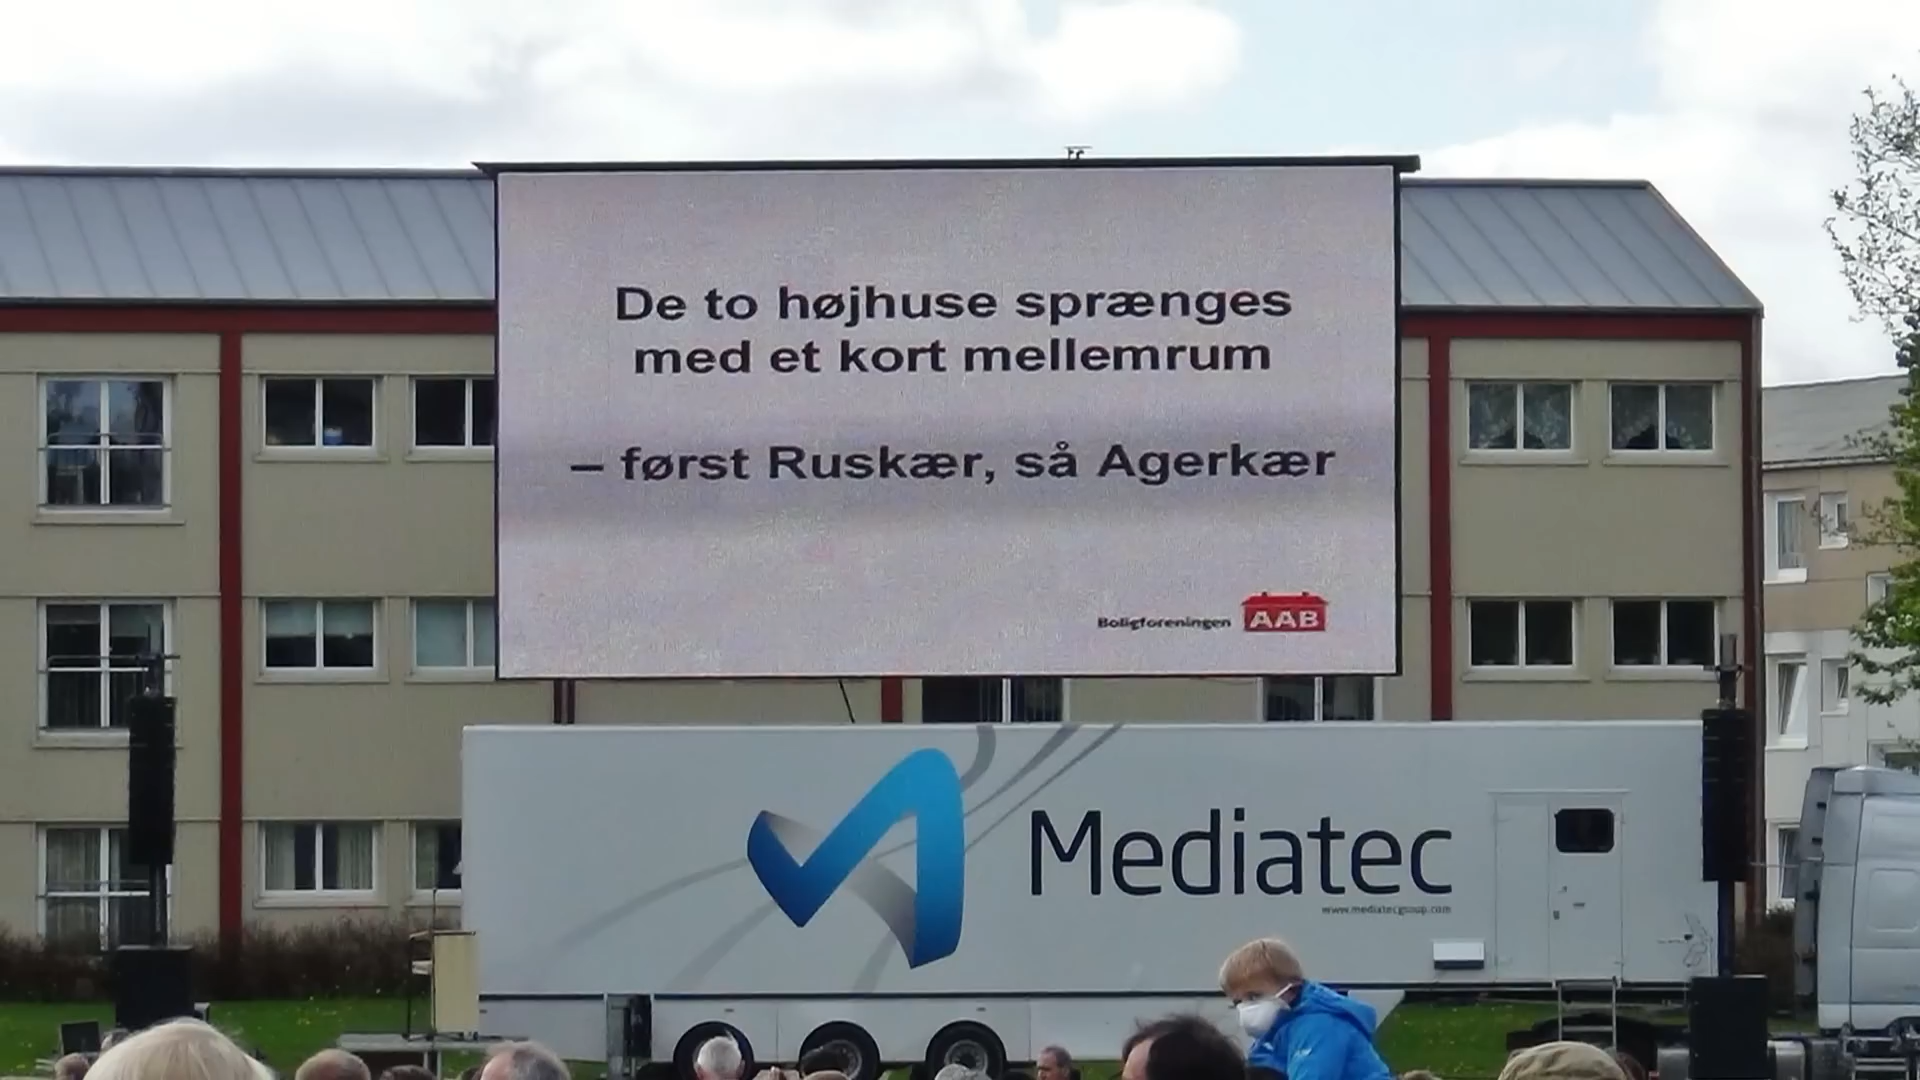 De to højhuse sprænges
med et kort mellemrum
– først Ruskær, så Agerkær
Boligforeningen AAB
Mediatec
www.mediatecgroup.com